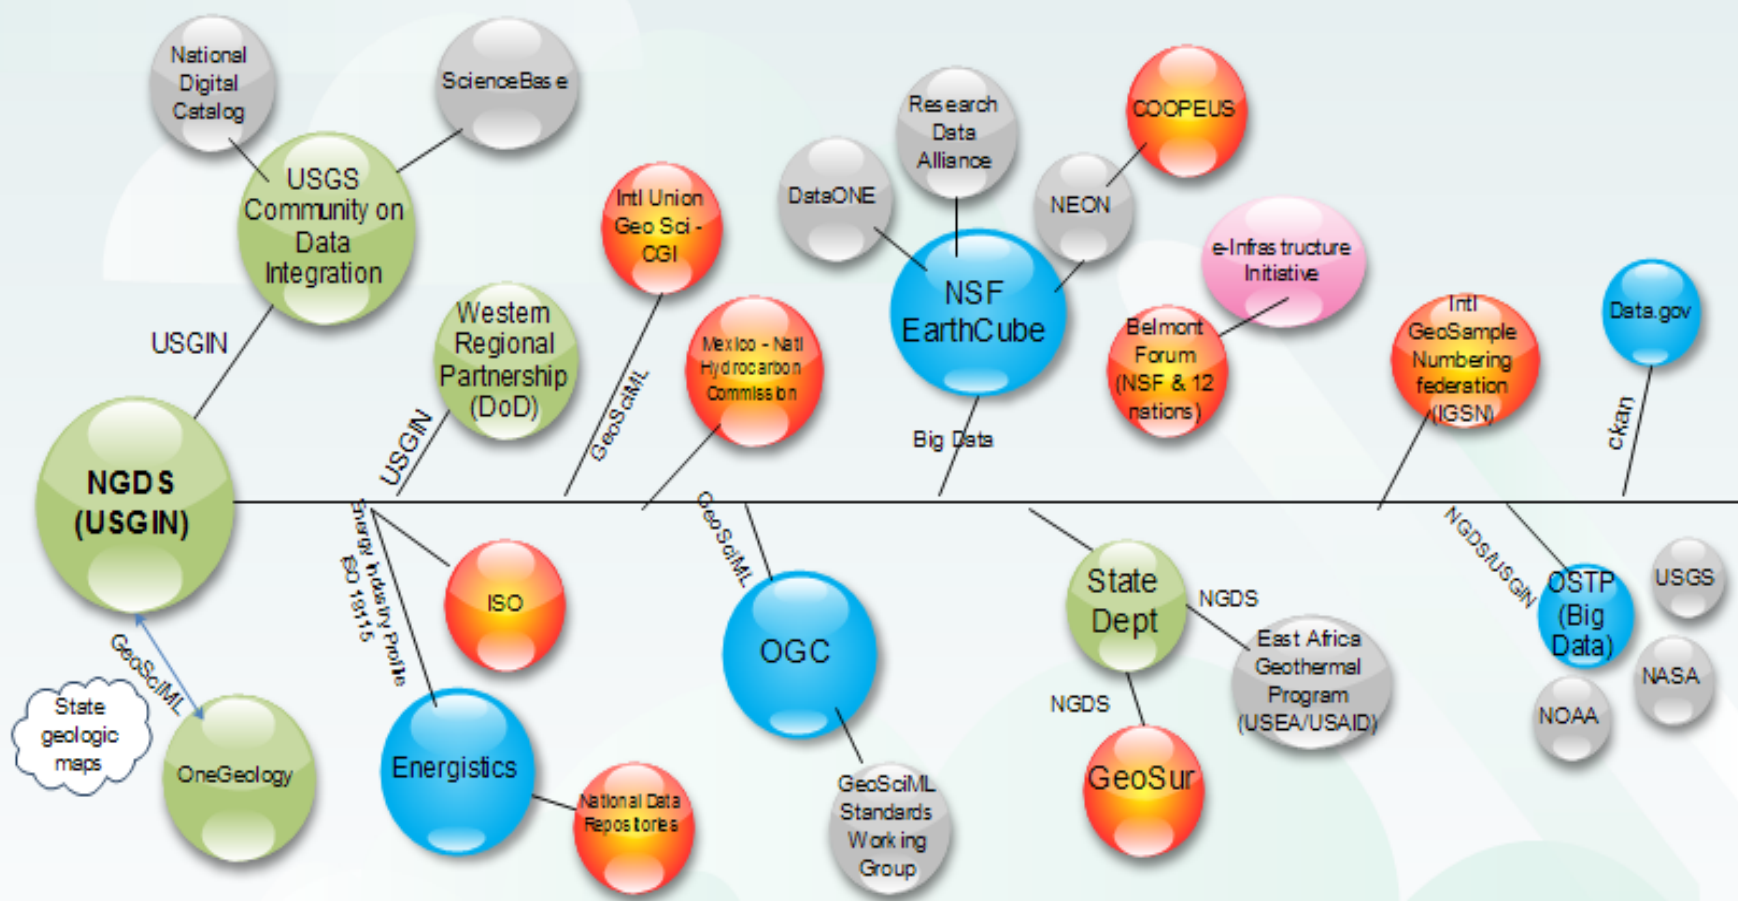 National
Digital
Catalog
ScienceBase
USGS
Community on
Data
Integration
USGIN
Western
Regional
Partnership
(DoD)
USGIN
Intl Union
Geo Sci -
CGI
GeoSciML
Mexico - Natl
Hydrocarbon
Commission
DataONE
Research
Data
Alliance
NEON
COOPEUS
NSF
EarthCube
Big Data
e-Infrastructure
Initiative
Belmont
Forum
(NSF & 12
nations)
Intl
GeoSample
Numbering
federation
(IGSN)
Data.gov
ckan
NGDS
(USGIN)
GeoSciML
State
geologic
maps
OneGeology
Energy Industry Profile
ISO 19115
ISO
Energistics
National Data
Repositories
GeoSciML
OGC
GeoSciML
Standards
Working
Group
State
Dept
NGDS
East Africa
Geothermal
Program
(USEA/USAID)
NGDS
GeoSur
NGDS/USGIN
OSTP
(Big
Data)
USGS
NASA
NOAA